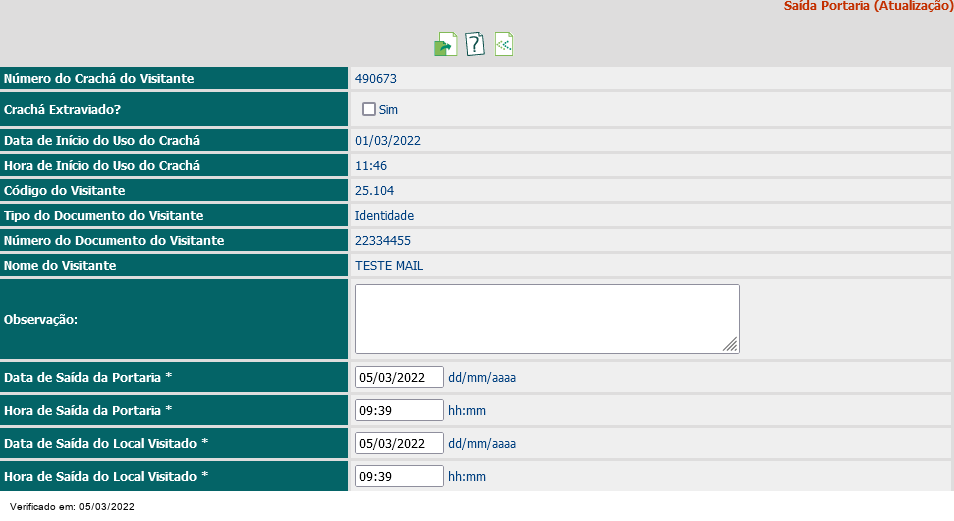 Saída Portaria (Atualização)
Número do Crachá do Visitante 490673
Crachá Extraviado? Sim
Data de Início do Uso do Crachá 01/03/2022
Hora de Início do Uso do Crachá 11:46
Código do Visitante 25.104
Tipo do Documento do Visitante Identidade
Número do Documento do Visitante 22334455
Nome do Visitante TESTE MAIL
Observação:
Data de Saída da Portaria * 05/03/2022 dd/mm/aaaa
Hora de Saída da Portaria * 09:39 hh:mm
Data de Saída do Local Visitado * 05/03/2022 dd/mm/aaaa
Hora de Saída do Local Visitado * 09:39 hh:mm
Verificado em: 05/03/2022